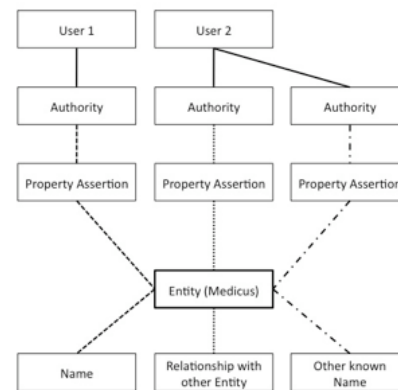 User 1
User 2
Authority
Authority
Authority
Property Assertion
Property Assertion
Property Assertion
Entity (Medicus)
Name
Relationship with
other Entity
Other known
Name